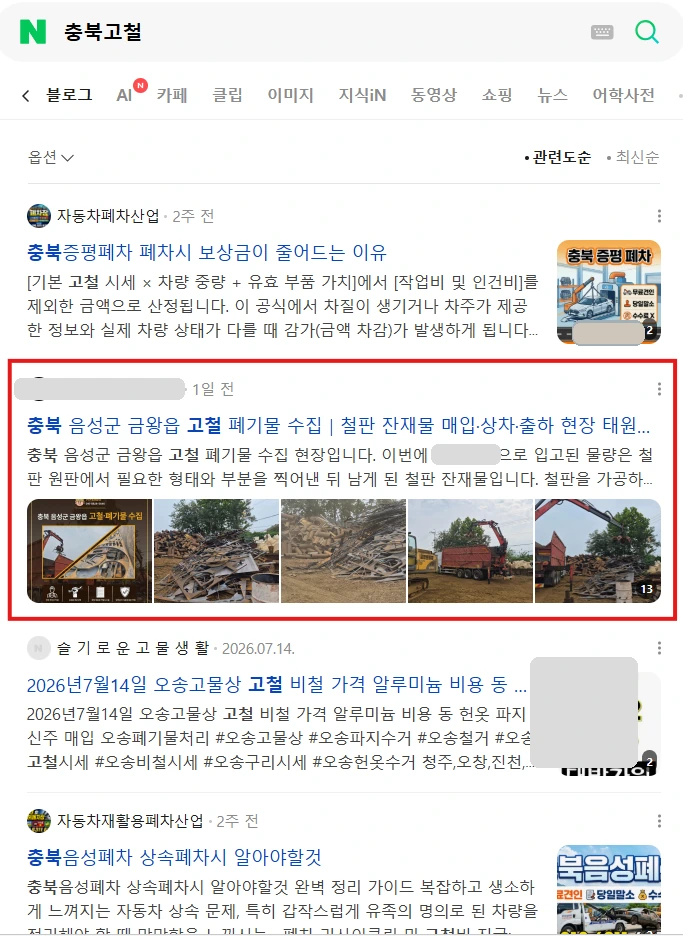 N 충북고철
블로그 AI N 카페 클립 이미지 지식iN 동영상 쇼핑 뉴스 어학사전
옵션 • 관련도순 • 최신순
자동차폐차산업 · 2주 전
충북증평폐차 폐차시 보상금이 줄어드는 이유
[기본 고철 시세 × 차량 중량 + 유효 부품 가치]에서 [작업비 및 인건비]를
제외한 금액으로 산정됩니다. 이 공식에서 차질이 생기거나 차주가 제공
한 정보와 실제 차량 상태가 다를 때 감가(금액 차감)가 발생하게 됩니다...
충북 증평 폐차
무료견인
당일말소
수수료 X
2
1일 전
충북 음성군 금왕읍 고철 폐기물 수집 | 철판 잔재물 매입·상차·출하 현장 태원...
충북 음성군 금왕읍 고철 폐기물 수집 현장입니다. 이번에 으로 입고된 물량은 철
판 원판에서 필요한 형태와 부분을 찍어낸 뒤 남게 된 철판 잔재물입니다. 철판을 가공하...
충북 음성군 금왕읍 고철·폐기물 수집
13
N 슬기로운고물생활 · 2026.07.14.
2026년7월14일 오송고물상 고철 비철 가격 알루미늄 비용 동 ...
2026년7월14일 오송고물상 고철 비철 가격 알루미늄 비용 동 헌옷 파지
신주 매입 오송폐기물처리 #오송고물상 #오송파지수거 #오송철거 #오송
고철시세 #오송비철시세 #오송구리시세 #오송헌옷수거 청주,오창,진천,...
2
자동차재활용폐차산업 · 2주 전
충북음성폐차 상속폐차시 알아야할것
충북음성폐차 상속폐차시 알아야할것 완벽 정리 가이드 복잡하고 생소하
게 느껴지는 자동차 상속 문제, 특히 갑작스럽게 유족의 명의로 된 차량을
북음성폐
료견인 당일말소 수수